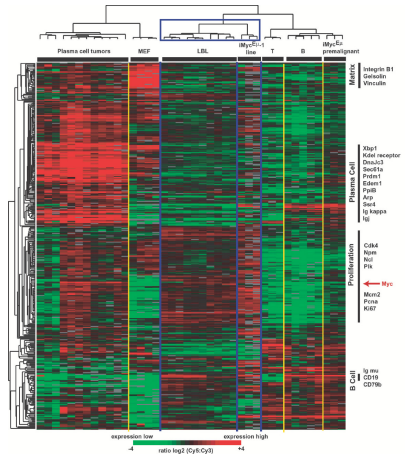 iMycEμ-1
line
iMycEμ
premalignant
Plasma cell tumors
MEF
LBL
T
B
Matrix
Integrin B1
Gelsolin
Vinculin
Plasma Cell
Xbp1
Kdel receptor
DnaJc3
Sec61a
Prdm1
Edem1
PpiB
Arp
Ssr4
Ig kappa
Igj
Proliferation
Cdk4
Npm
Ncl
Plk
Myc
Mcm2
Pcna
Ki67
B Cell
Ig mu
CD19
CD79b
expression low
expression high
-4
ratio log2 (Cy5:Cy3)
+4